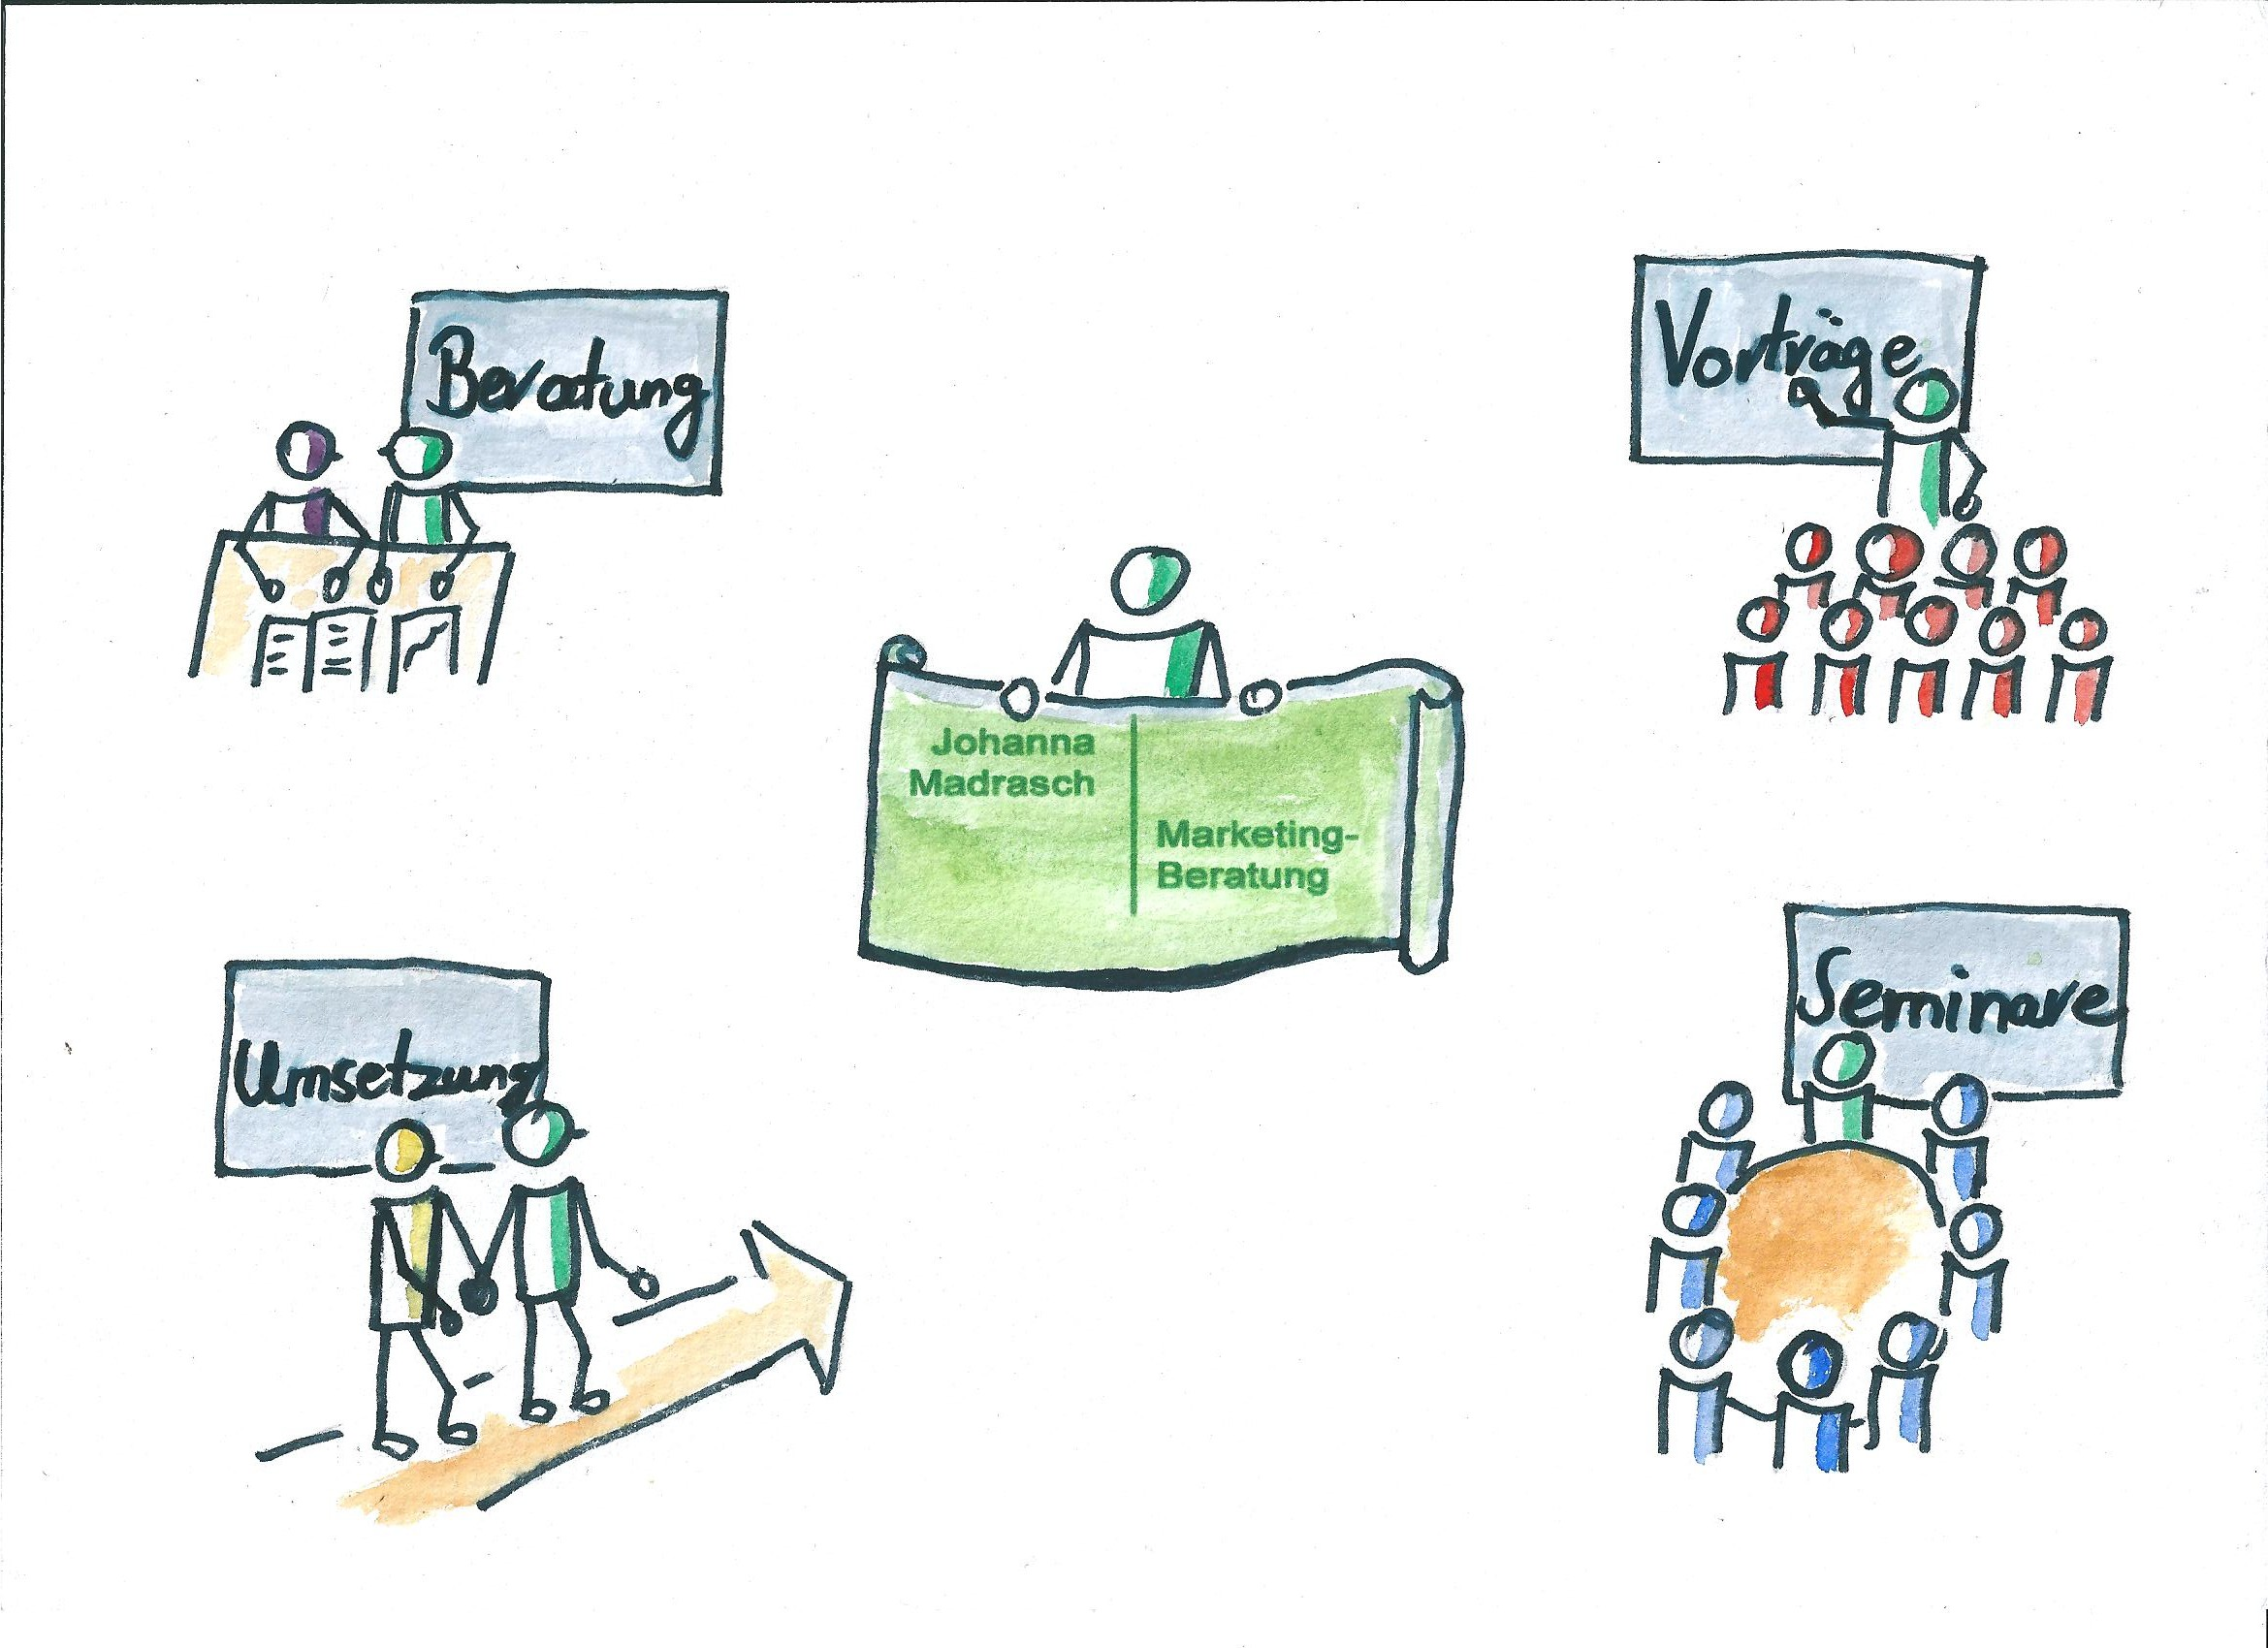 Beratung
Vorträge
Johanna
Madrasch
Marketing-
Beratung
Umsetzung
Seminare